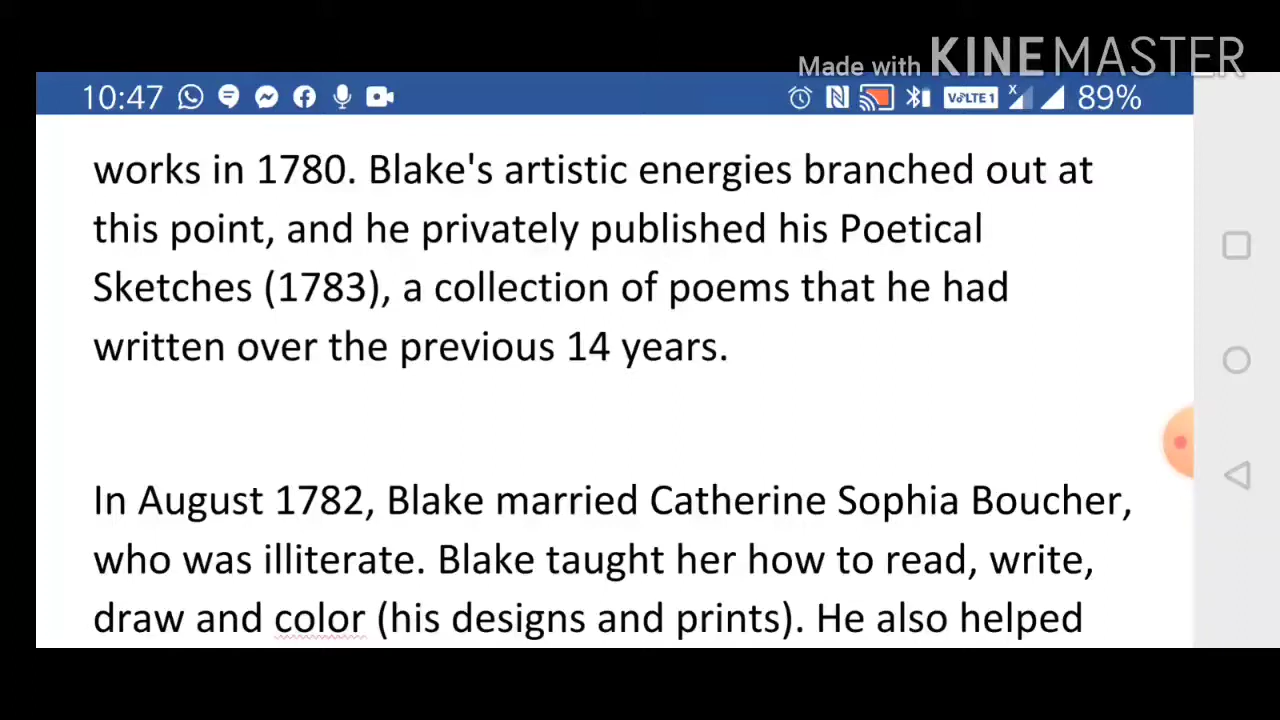 Made with KINEMASTER
10:47 VoLTE 1 X 89%
works in 1780. Blake's artistic energies branched out at
this point, and he privately published his Poetical
Sketches (1783), a collection of poems that he had
written over the previous 14 years.
In August 1782, Blake married Catherine Sophia Boucher,
who was illiterate. Blake taught her how to read, write,
draw and color (his designs and prints). He also helped